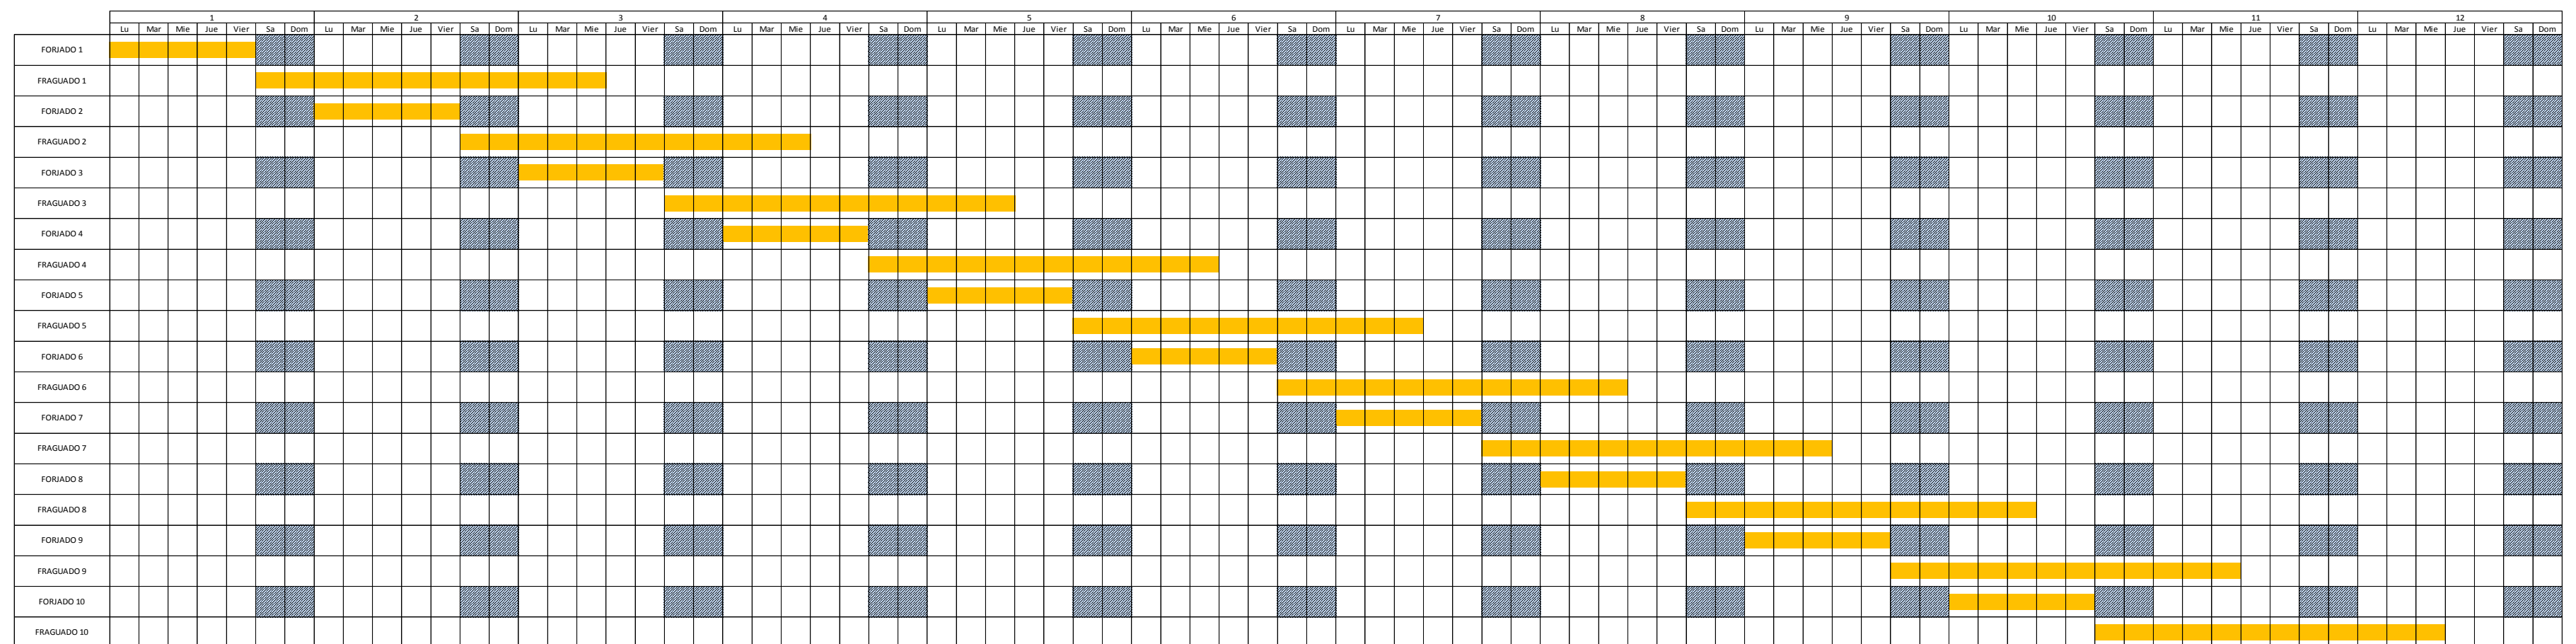 1 2 3 4 5 6 7 8 9 10 11 12
Lu Mar Mie Jue Vier Sa Dom Lu Mar Mie Jue Vier Sa Dom Lu Mar Mie Jue Vier Sa Dom Lu Mar Mie Jue Vier Sa Dom Lu Mar Mie Jue Vier Sa Dom Lu Mar Mie Jue Vier Sa Dom Lu Mar Mie Jue Vier Sa Dom Lu Mar Mie Jue Vier Sa Dom Lu Mar Mie Jue Vier Sa Dom Lu Mar Mie Jue Vier Sa Dom Lu Mar Mie Jue Vier Sa Dom Lu Mar Mie Jue Vier Sa Dom
FORJADO 1
FRAGUADO 1
FORJADO 2
FRAGUADO 2
FORJADO 3
FRAGUADO 3
FORJADO 4
FRAGUADO 4
FORJADO 5
FRAGUADO 5
FORJADO 6
FRAGUADO 6
FORJADO 7
FRAGUADO 7
FORJADO 8
FRAGUADO 8
FORJADO 9
FRAGUADO 9
FORJADO 10
FRAGUADO 10